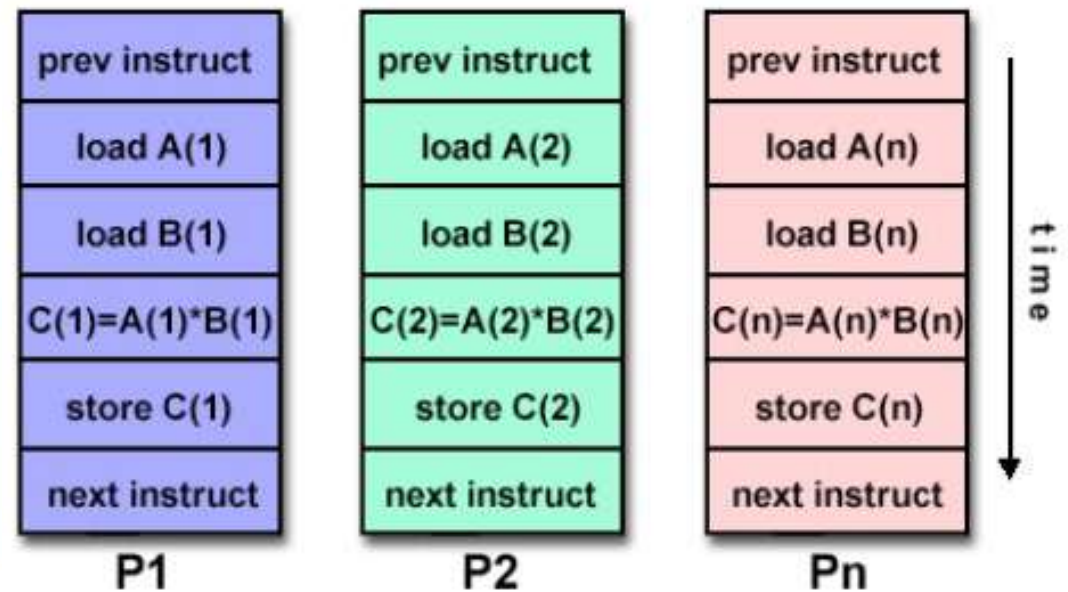 prev instruct
load A(1)
load B(1)
C(1)=A(1)*B(1)
store C(1)
next instruct
P1
prev instruct
load A(2)
load B(2)
C(2)=A(2)*B(2)
store C(2)
next instruct
P2
prev instruct
load A(n)
load B(n)
C(n)=A(n)*B(n)
store C(n)
next instruct
Pn
time